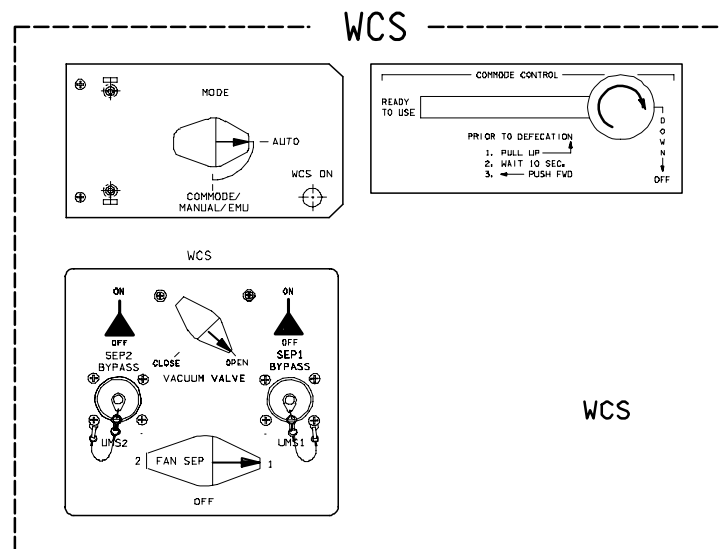 WCS
MODE
AUTO
WCS ON
COMMODE/
MANUAL/EMU
COMMODE CONTROL
READY
TO USE
PRIOR TO DEFECATION
1. PULL UP
2. WAIT 10 SEC.
3. PUSH FWD
DOWN
OFF
WCS
ON
OFF
SEP2
BYPASS
CLOSE
OPEN
VACUUM VALVE
ON
OFF
SEP1
BYPASS
UMS2
UMS1
2
FAN SEP
1
OFF
WCS